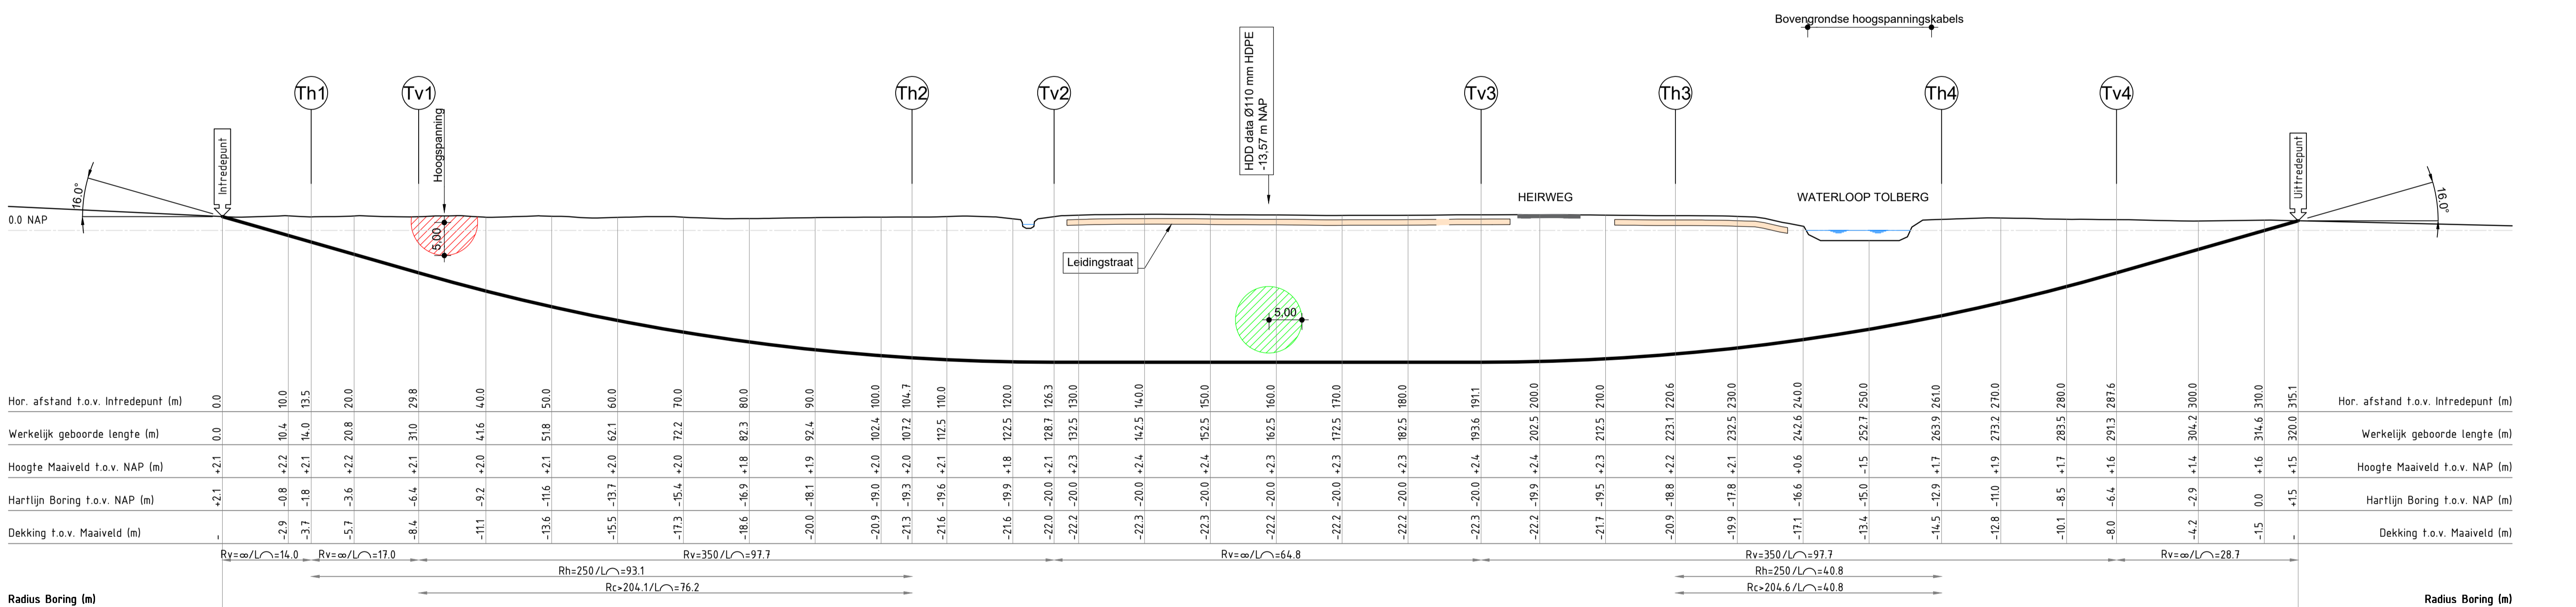 Bovengrondse hoogspanningskabels
HDD data Ø110 mm HDPE
-13,57 m NAP
Th1
Tv1
Th2
Tv2
Tv3
Th3
Th4
Tv4
Hoogspanning
Intredepunt
Uittredepunt
16.0°
16.0°
HEIRWEG
WATERLOOP TOLBERG
0.0 NAP
5,00
Leidingstraat
5,00
Hor. afstand t.o.v. Intredepunt (m) 0.0 10.0 13.5 20.0 29.8 40.0 50.0 60.0 70.0 80.0 90.0 100.0 104.7 110.0 120.0 126.3 130.0 140.0 150.0 160.0 170.0 180.0 191.1 200.0 210.0 220.6 230.0 240.0 250.0 261.0 270.0 280.0 287.6 300.0 310.0 315.1 Hor. afstand t.o.v. Intredepunt (m)
Werkelijk geboorde lengte (m) 0.0 10.4 14.0 20.8 31.0 41.6 51.8 62.1 72.2 82.3 92.4 102.4 107.2 112.5 122.5 128.7 132.5 142.5 152.5 162.5 172.5 182.5 193.6 202.5 212.5 223.1 232.5 242.6 252.7 263.9 273.2 283.5 291.3 304.2 314.6 320.0 Werkelijk geboorde lengte (m)
Hoogte Maaiveld t.o.v. NAP (m) +2.1 +2.2 +2.1 +2.2 +2.1 +2.0 +2.1 +2.0 +2.0 +1.8 +1.9 +2.0 +2.0 +2.1 +1.8 +2.1 +2.3 +2.4 +2.4 +2.3 +2.3 +2.3 +2.4 +2.4 +2.3 +2.2 +2.1 +0.6 -1.5 +1.7 +1.9 +1.7 +1.6 +1.4 +1.6 +1.5 Hoogte Maaiveld t.o.v. NAP (m)
Hartlijn Boring t.o.v. NAP (m) +2.1 -0.8 -1.8 -3.6 -6.4 -9.2 -11.6 -13.7 -15.4 -16.9 -18.1 -19.0 -19.3 -19.6 -19.9 -20.0 -20.0 -20.0 -20.0 -20.0 -20.0 -20.0 -20.0 -19.9 -19.5 -18.8 -17.8 -16.6 -15.0 -12.9 -11.0 -8.5 -6.4 -2.9 0.0 +1.5 Hartlijn Boring t.o.v. NAP (m)
Dekking t.o.v. Maaiveld (m) - -2.9 -3.7 -5.7 -8.4 -11.1 -13.6 -15.5 -17.3 -18.6 -20.0 -20.9 -21.3 -21.6 -21.6 -22.0 -22.2 -22.3 -22.3 -22.2 -22.2 -22.2 -22.3 -22.2 -21.7 -20.9 -19.9 -17.1 -13.4 -14.5 -12.8 -10.1 -8.0 -4.2 -1.5 - Dekking t.o.v. Maaiveld (m)
Rv=∞/L⌒=14.0 Rv=∞/L⌒=17.0 Rv=350/L⌒=97.7 Rv=∞/L⌒=64.8 Rv=350/L⌒=97.7 Rv=∞/L⌒=28.7
Rh=250/L⌒=93.1 Rh=250/L⌒=40.8
Rc>204.1/L⌒=76.2 Rc>204.6/L⌒=40.8
Radius Boring (m) Radius Boring (m)